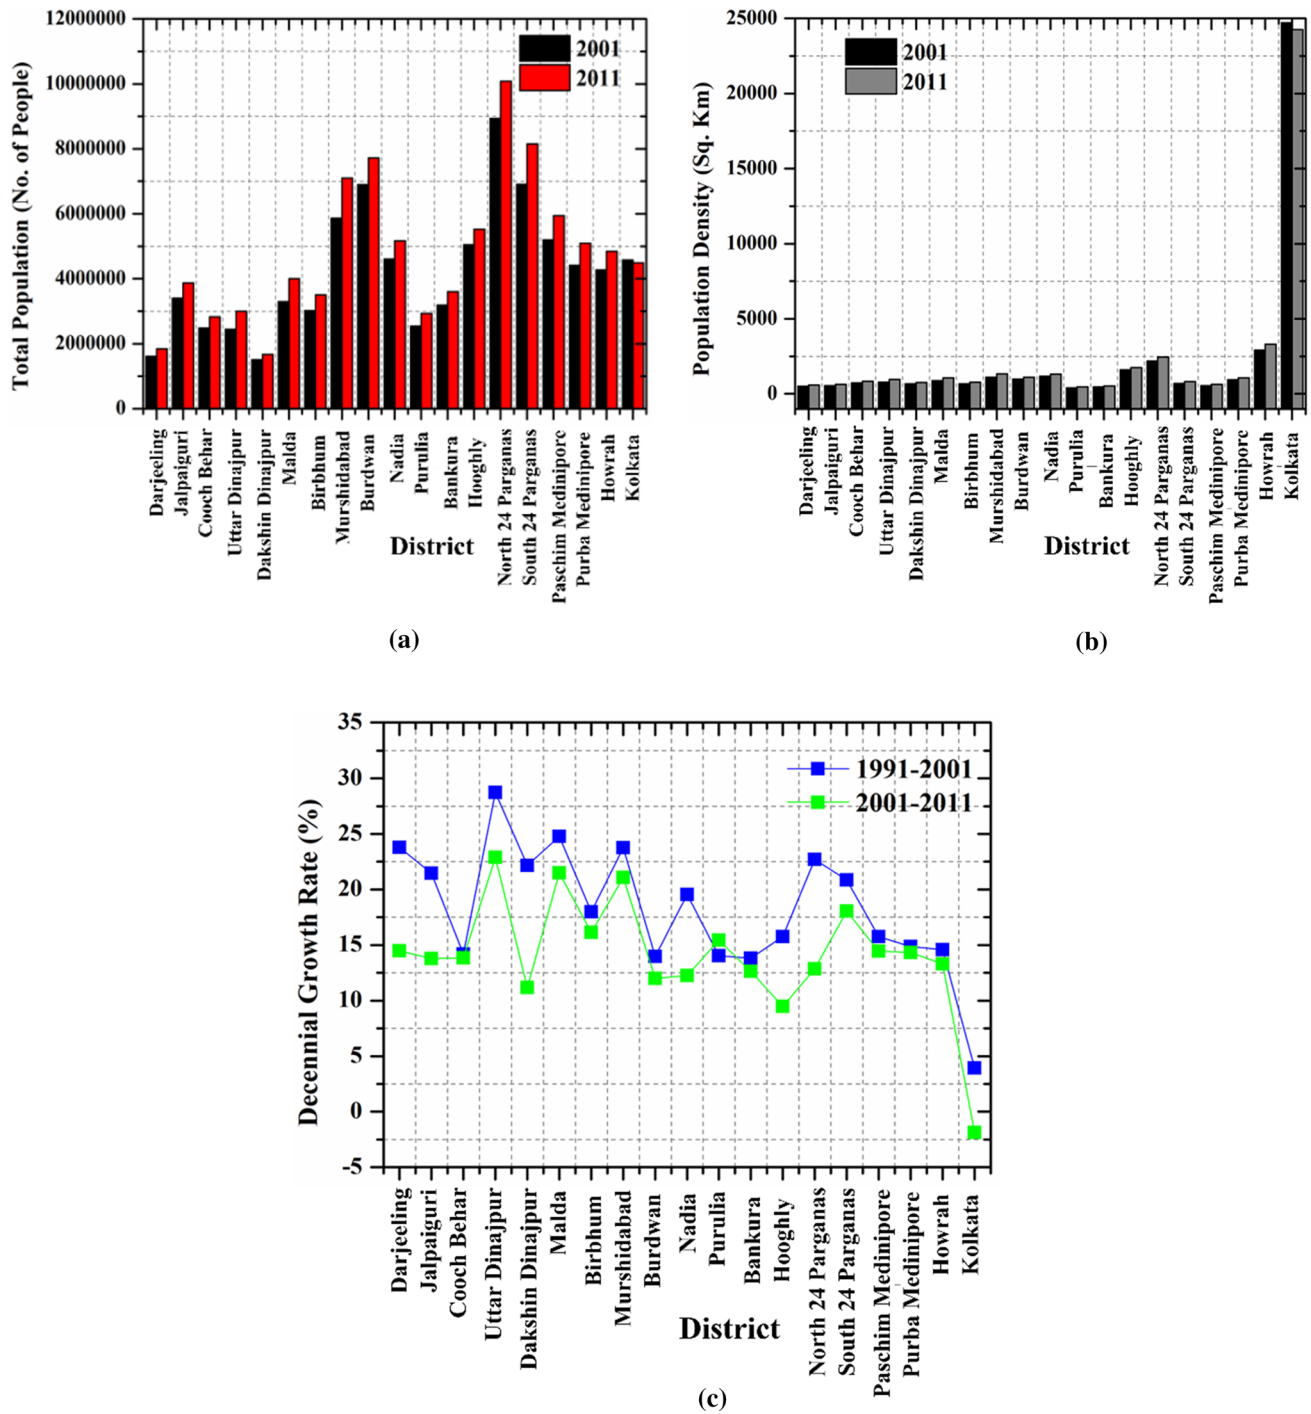 12000000
10000000
8000000
6000000
4000000
2000000
0
Total Population (No. of People)
2001
2011
Darjeeling
Jalpaiguri
Cooch Behar
Uttar Dinajpur
Dakshin Dinajpur
Malda
Birbhum
Murshidabad
Burdwan
Nadia
Purulia
Bankura
Hooghly
North 24 Parganas
South 24 Parganas
Paschim Medinipore
Purba Medinipore
Howrah
Kolkata
District
(a)
25000
20000
15000
10000
5000
0
Population Density (Sq. Km)
2001
2011
Darjeeling
Jalpaiguri
Cooch Behar
Uttar Dinajpur
Dakshin Dinajpur
Malda
Birbhum
Murshidabad
Burdwan
Nadia
Purulia
Bankura
Hooghly
North 24 Parganas
South 24 Parganas
Paschim Medinipore
Purba Medinipore
Howrah
Kolkata
District
(b)
35
30
25
20
15
10
5
0
-5
Decennial Growth Rate (%)
1991-2001
2001-2011
Darjeeling
Jalpaiguri
Cooch Behar
Uttar Dinajpur
Dakshin Dinajpur
Malda
Birbhum
Murshidabad
Burdwan
Nadia
Purulia
Bankura
Hooghly
North 24 Parganas
South 24 Parganas
Paschim Medinipore
Purba Medinipore
Howrah
Kolkata
District
(c)